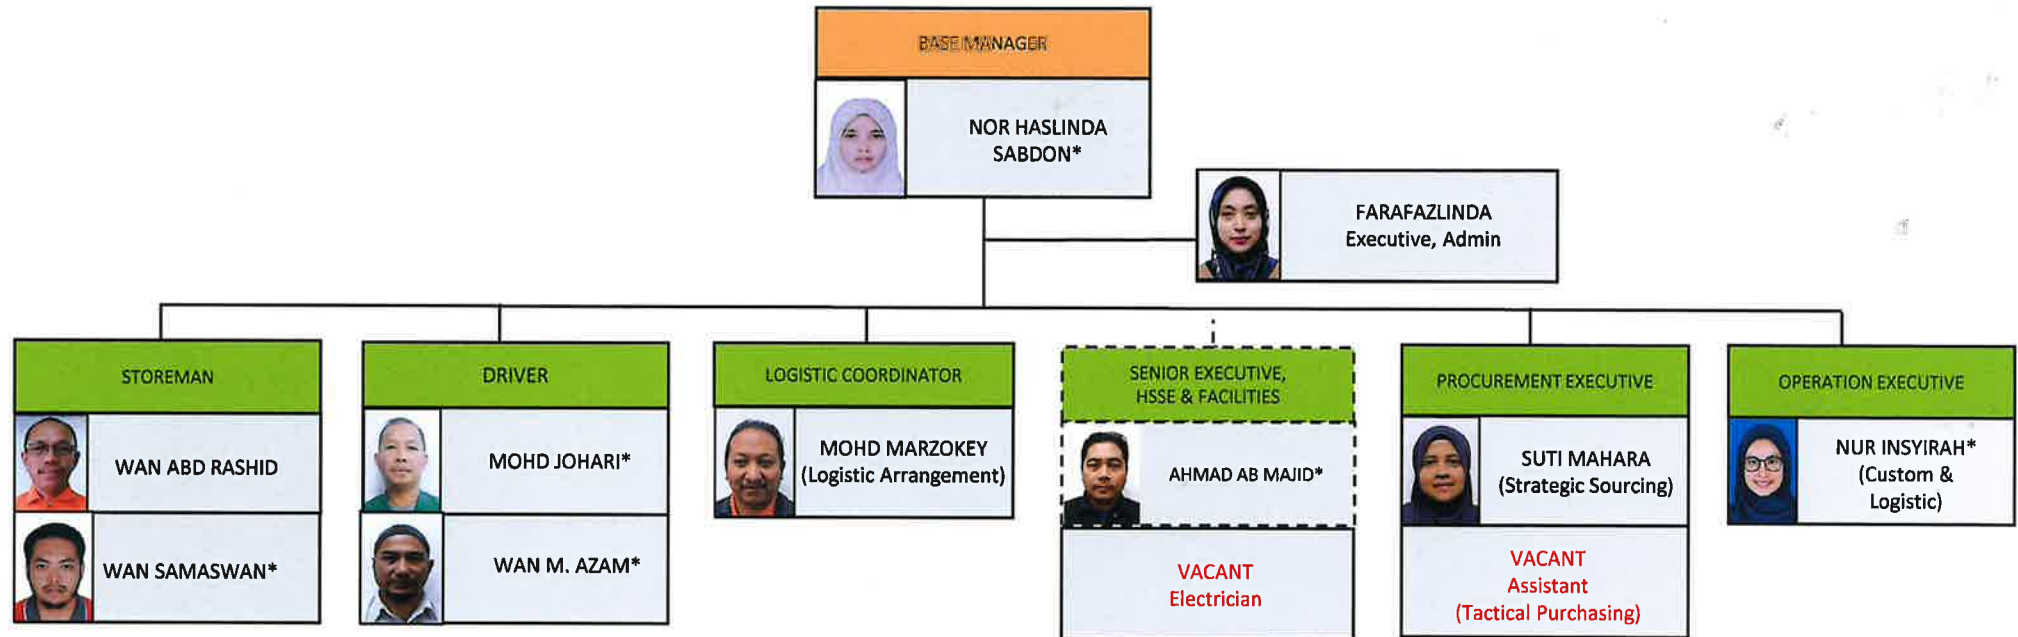 BASE MANAGER
NOR HASLINDA
SABDON*
FARAFAZLINDA
Executive, Admin
STOREMAN
WAN ABD RASHID
WAN SAMASWAN*
DRIVER
MOHD JOHARI*
WAN M. AZAM*
LOGISTIC COORDINATOR
MOHD MARZOKEY
(Logistic Arrangement)
SENIOR EXECUTIVE,
HSSE & FACILITIES
AHMAD AB MAJID*
VACANT
Electrician
PROCUREMENT EXECUTIVE
SUTI MAHARA
(Strategic Sourcing)
VACANT
Assistant
(Tactical Purchasing)
OPERATION EXECUTIVE
NUR INSYIRAH*
(Custom &
Logistic)